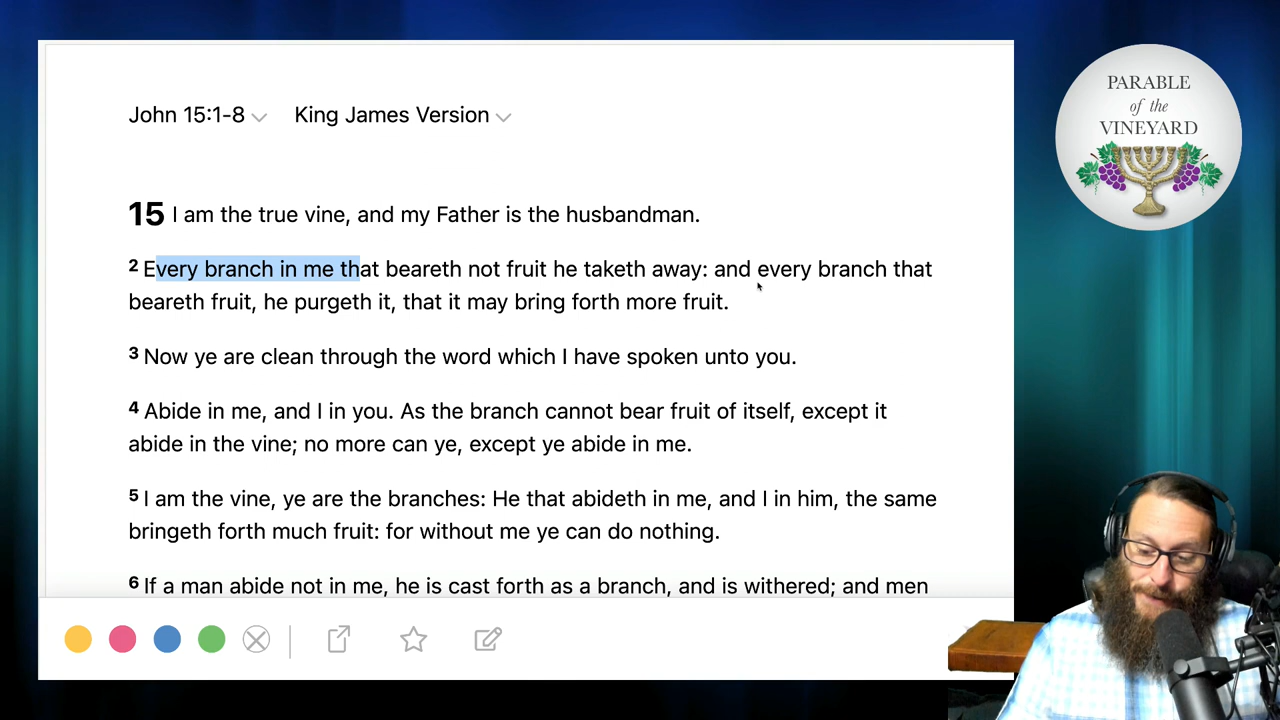 John 15:1-8 King James Version
15 I am the true vine, and my Father is the husbandman.
2 Every branch in me that beareth not fruit he taketh away: and every branch that
beareth fruit, he purgeth it, that it may bring forth more fruit.
3 Now ye are clean through the word which I have spoken unto you.
4 Abide in me, and I in you. As the branch cannot bear fruit of itself, except it
abide in the vine; no more can ye, except ye abide in me.
5 I am the vine, ye are the branches: He that abideth in me, and I in him, the same
bringeth forth much fruit: for without me ye can do nothing.
6 If a man abide not in me, he is cast forth as a branch, and is withered; and men
PARABLE
of the
VINEYARD